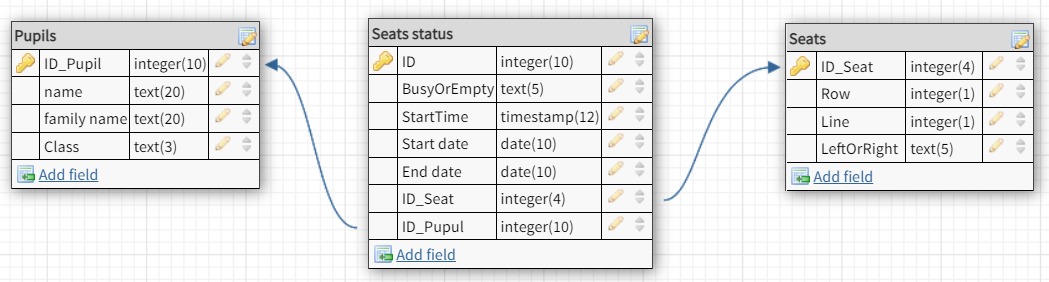 Pupils
ID_Pupil integer(10)
name text(20)
family name text(20)
Class text(3)
Add field
Seats status
ID integer(10)
BusyOrEmpty text(5)
StartTime timestamp(12)
Start date date(10)
End date date(10)
ID_Seat integer(4)
ID_Pupul integer(10)
Add field
Seats
ID_Seat integer(4)
Row integer(1)
Line integer(1)
LeftOrRight text(5)
Add field